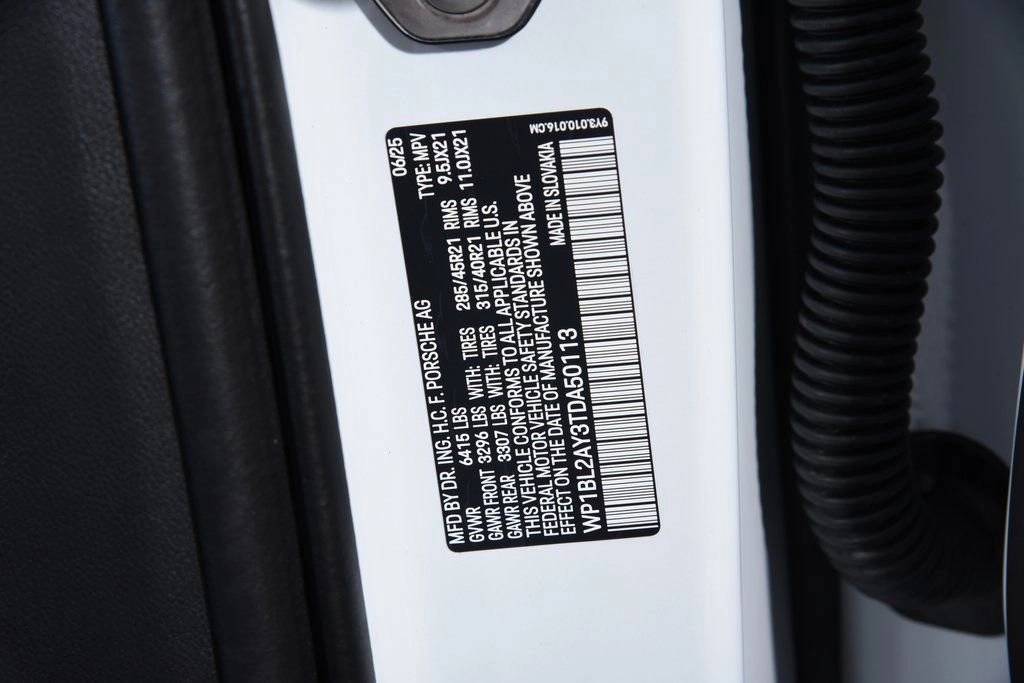 MFD BY DR. ING. H.C. F. PORSCHE AG 06/25
GVWR 6415 LBS TYPE: MPV
GAWR FRONT 3296 LBS WITH: TIRES 285/45R21 RIMS 9.5JX21
GAWR REAR 3307 LBS WITH: TIRES 315/40R21 RIMS 11.0JX21
THIS VEHICLE CONFORMS TO ALL APPLICABLE U.S.
FEDERAL MOTOR VEHICLE SAFETY STANDARDS IN
EFFECT ON THE DATE OF MANUFACTURE SHOWN ABOVE
WP1BL2AY3TDA50113 MADE IN SLOVAKIA
9Y3.010.016.CM